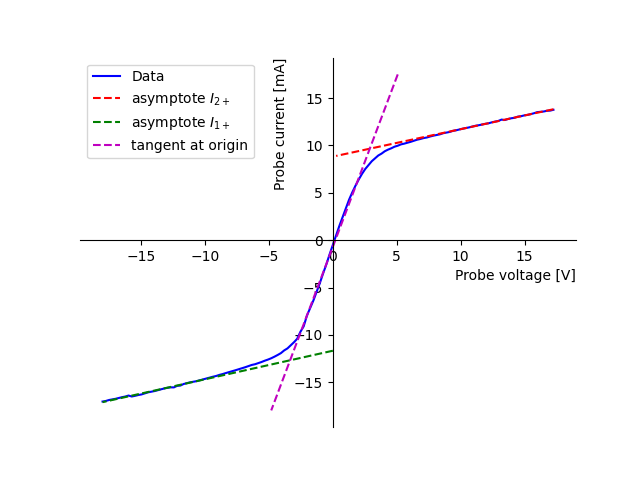 Data
asymptote I₂₊
asymptote I₁₊
tangent at origin
Probe current [mA]
15
10
5
0
−5
−10
−15
−15
−10
−5
0
5
10
15
Probe voltage [V]